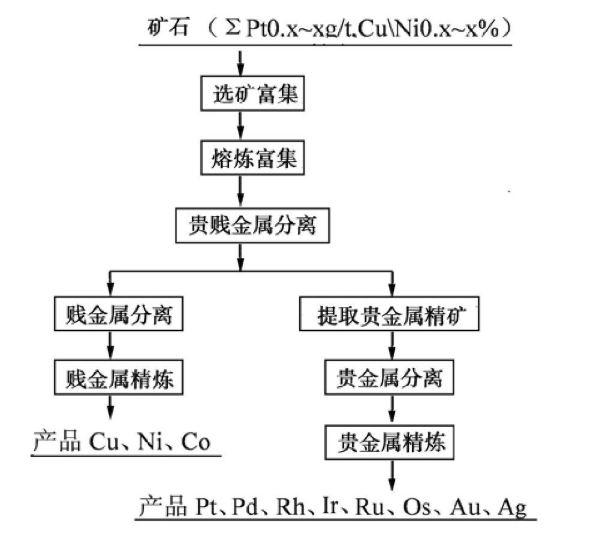 矿石（ΣPt0.x~xg/t.Cu\Ni0.x~x%）
选矿富集
熔炼富集
贵贱金属分离
贱金属分离
提取贵金属精矿
贱金属精炼
贵金属分离
产品 Cu、Ni、Co
贵金属精炼
产品 Pt、Pd、Rh、Ir、Ru、Os、Au、Ag